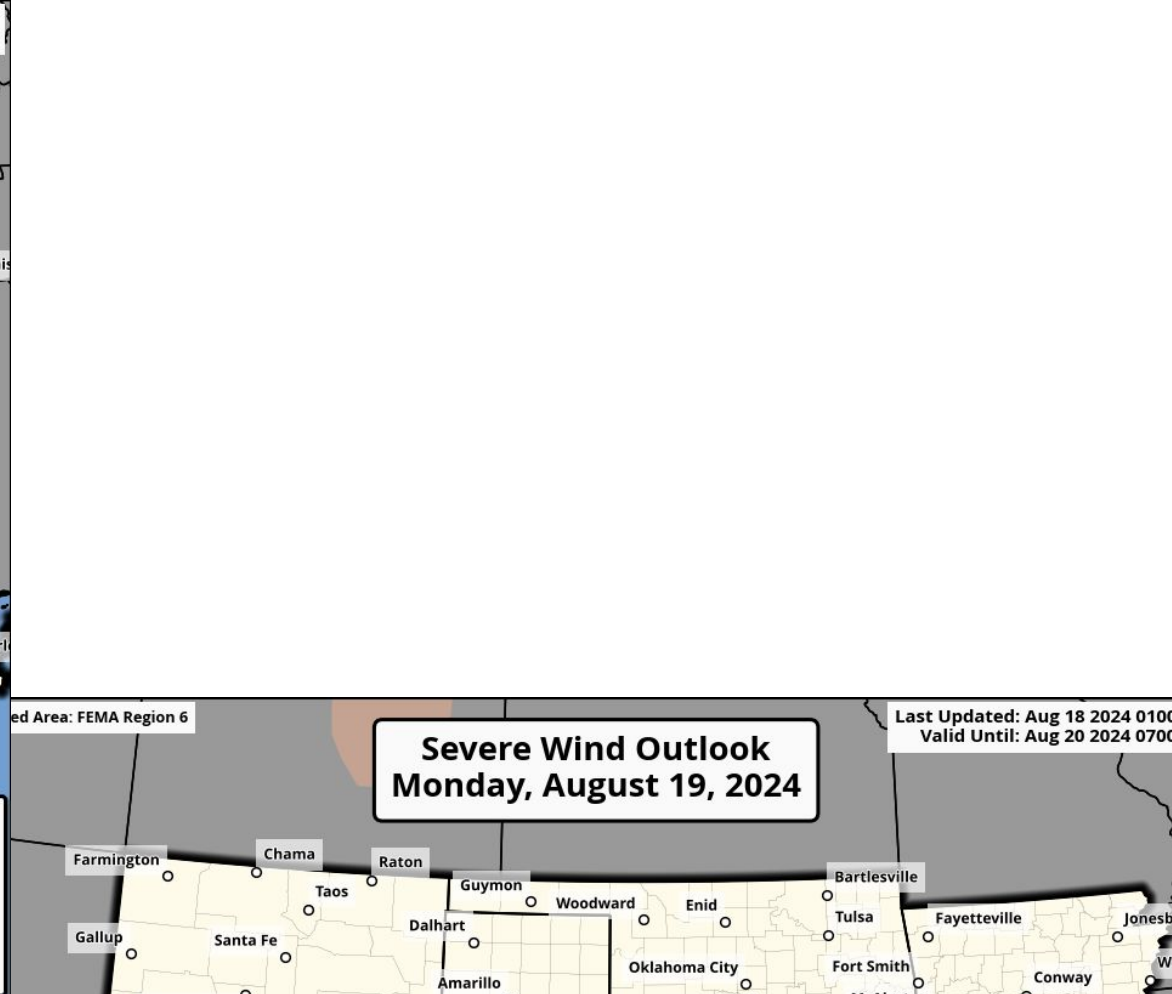 ed Area: FEMA Region 6
Severe Wind Outlook
Monday, August 19, 2024
Last Updated: Aug 18 2024 0100
Valid Until: Aug 20 2024 0700
Farmington
Chama
Raton
Guymon
Bartlesville
Taos
Woodward
Enid
Dalhart
Tulsa
Fayetteville
Jonesb
Gallup
Santa Fe
Oklahoma City
Fort Smith
Conway
W
Amarillo